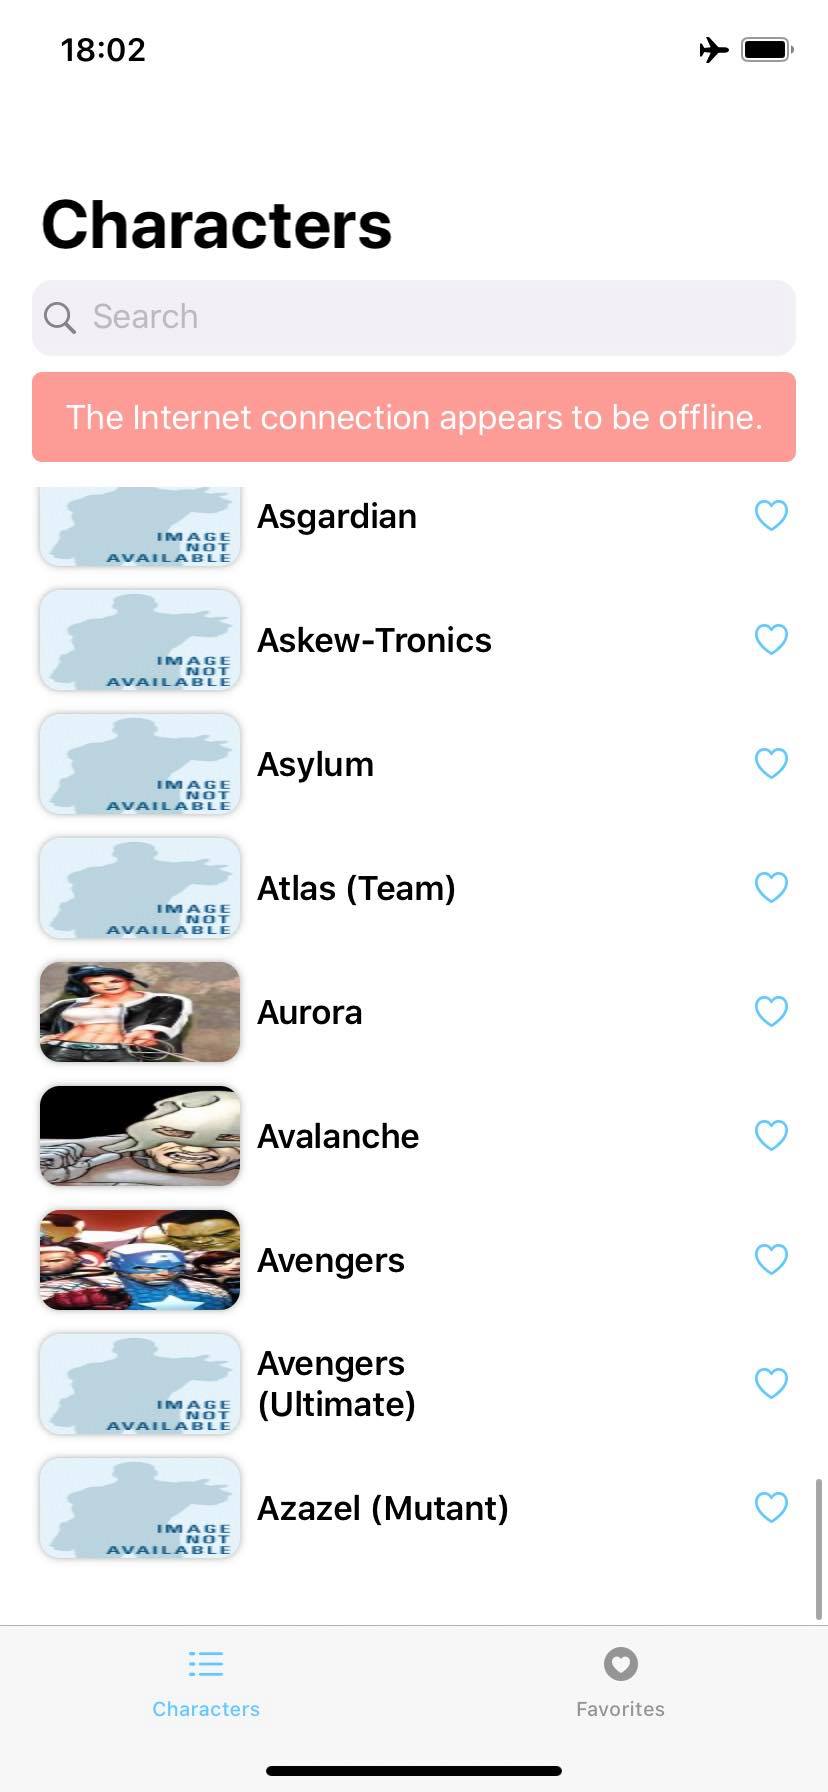 18:02
Characters
Search
The Internet connection appears to be offline.
IMAGE
NOT
AVAILABLE
Asgardian
IMAGE
NOT
AVAILABLE
Askew-Tronics
IMAGE
NOT
AVAILABLE
Asylum
IMAGE
NOT
AVAILABLE
Atlas (Team)
Aurora
Avalanche
Avengers
IMAGE
NOT
AVAILABLE
Avengers
(Ultimate)
IMAGE
NOT
AVAILABLE
Azazel (Mutant)
Characters
Favorites